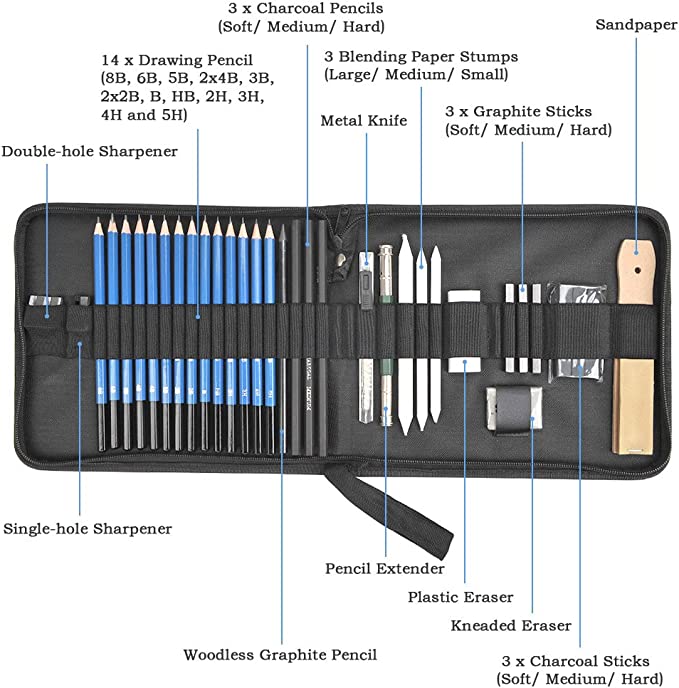 3 x Charcoal Pencils
(Soft/ Medium/ Hard)
Sandpaper
14 x Drawing Pencil
(8B, 6B, 5B, 2x4B, 3B,
2x2B, B, HB, 2H, 3H,
4H and 5H)
3 Blending Paper Stumps
(Large/ Medium/ Small)
Metal Knife
3 x Graphite Sticks
(Soft/ Medium/ Hard)
Double-hole Sharpener
Single-hole Sharpener
Pencil Extender
Plastic Eraser
Kneaded Eraser
Woodless Graphite Pencil
3 x Charcoal Sticks
(Soft/ Medium/ Hard)